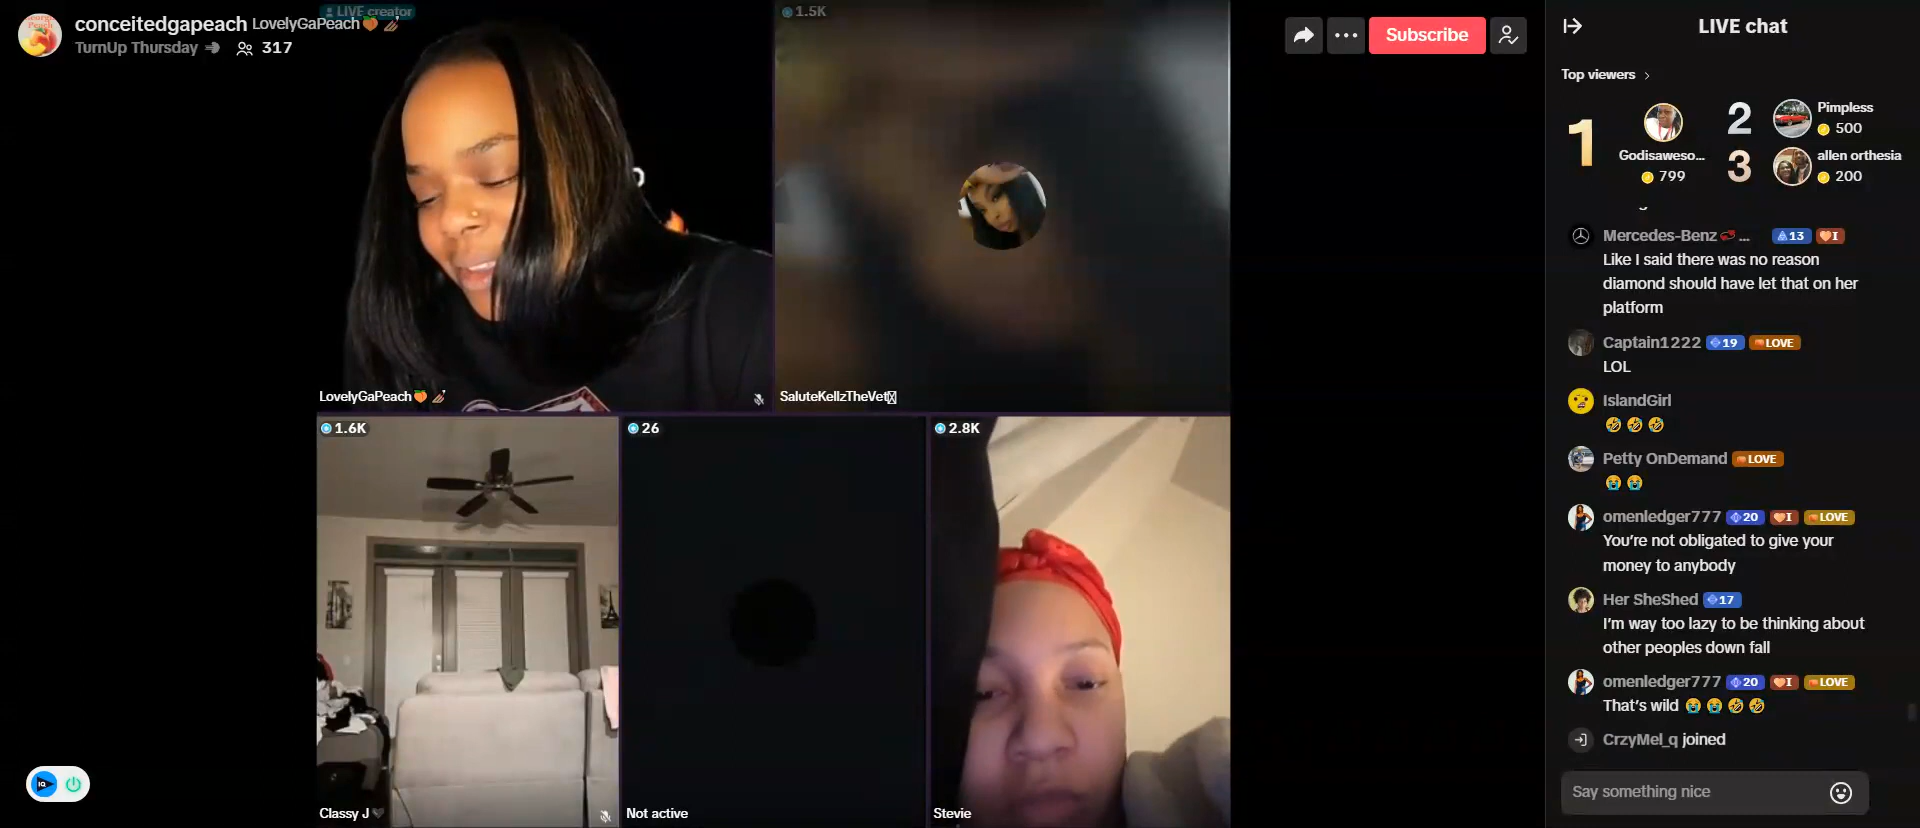 conceitedgapeach LovelyGaPeach🍑💅🏾
TurnUp Thursday 317
LIVE creator
1.5K
Subscribe
LIVE chat
Top viewers >
1
Godisaweso...
799
2
Pimpless
500
3
allen orthesia
200
Mercedes-Benz ... 13 I
Like I said there was no reason
diamond should have let that on her
platform
Captain1222 19 LOVE
LOL
IslandGirl
🤣🤣🤣
Petty OnDemand LOVE
😭😭
omenledger777 20 I LOVE
You're not obligated to give your
money to anybody
Her SheShed 17
I'm way too lazy to be thinking about
other peoples down fall
omenledger777 20 I LOVE
That's wild 😭😭🤣🤣
CrzyMel_q joined
Say something nice
LovelyGaPeach🍑💅🏾
SaluteKellzTheVet
1.6K
26
2.8K
Classy J🖤
Not active
Stevie